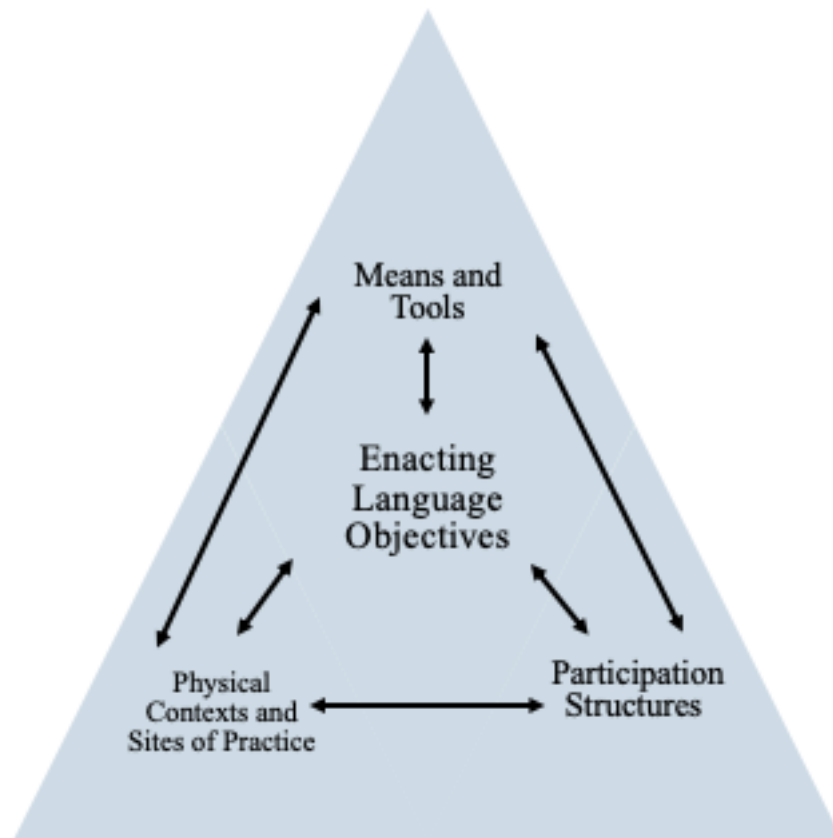 Means and
Tools
Enacting
Language
Objectives
Physical
Contexts and
Sites of Practice
Participation
Structures